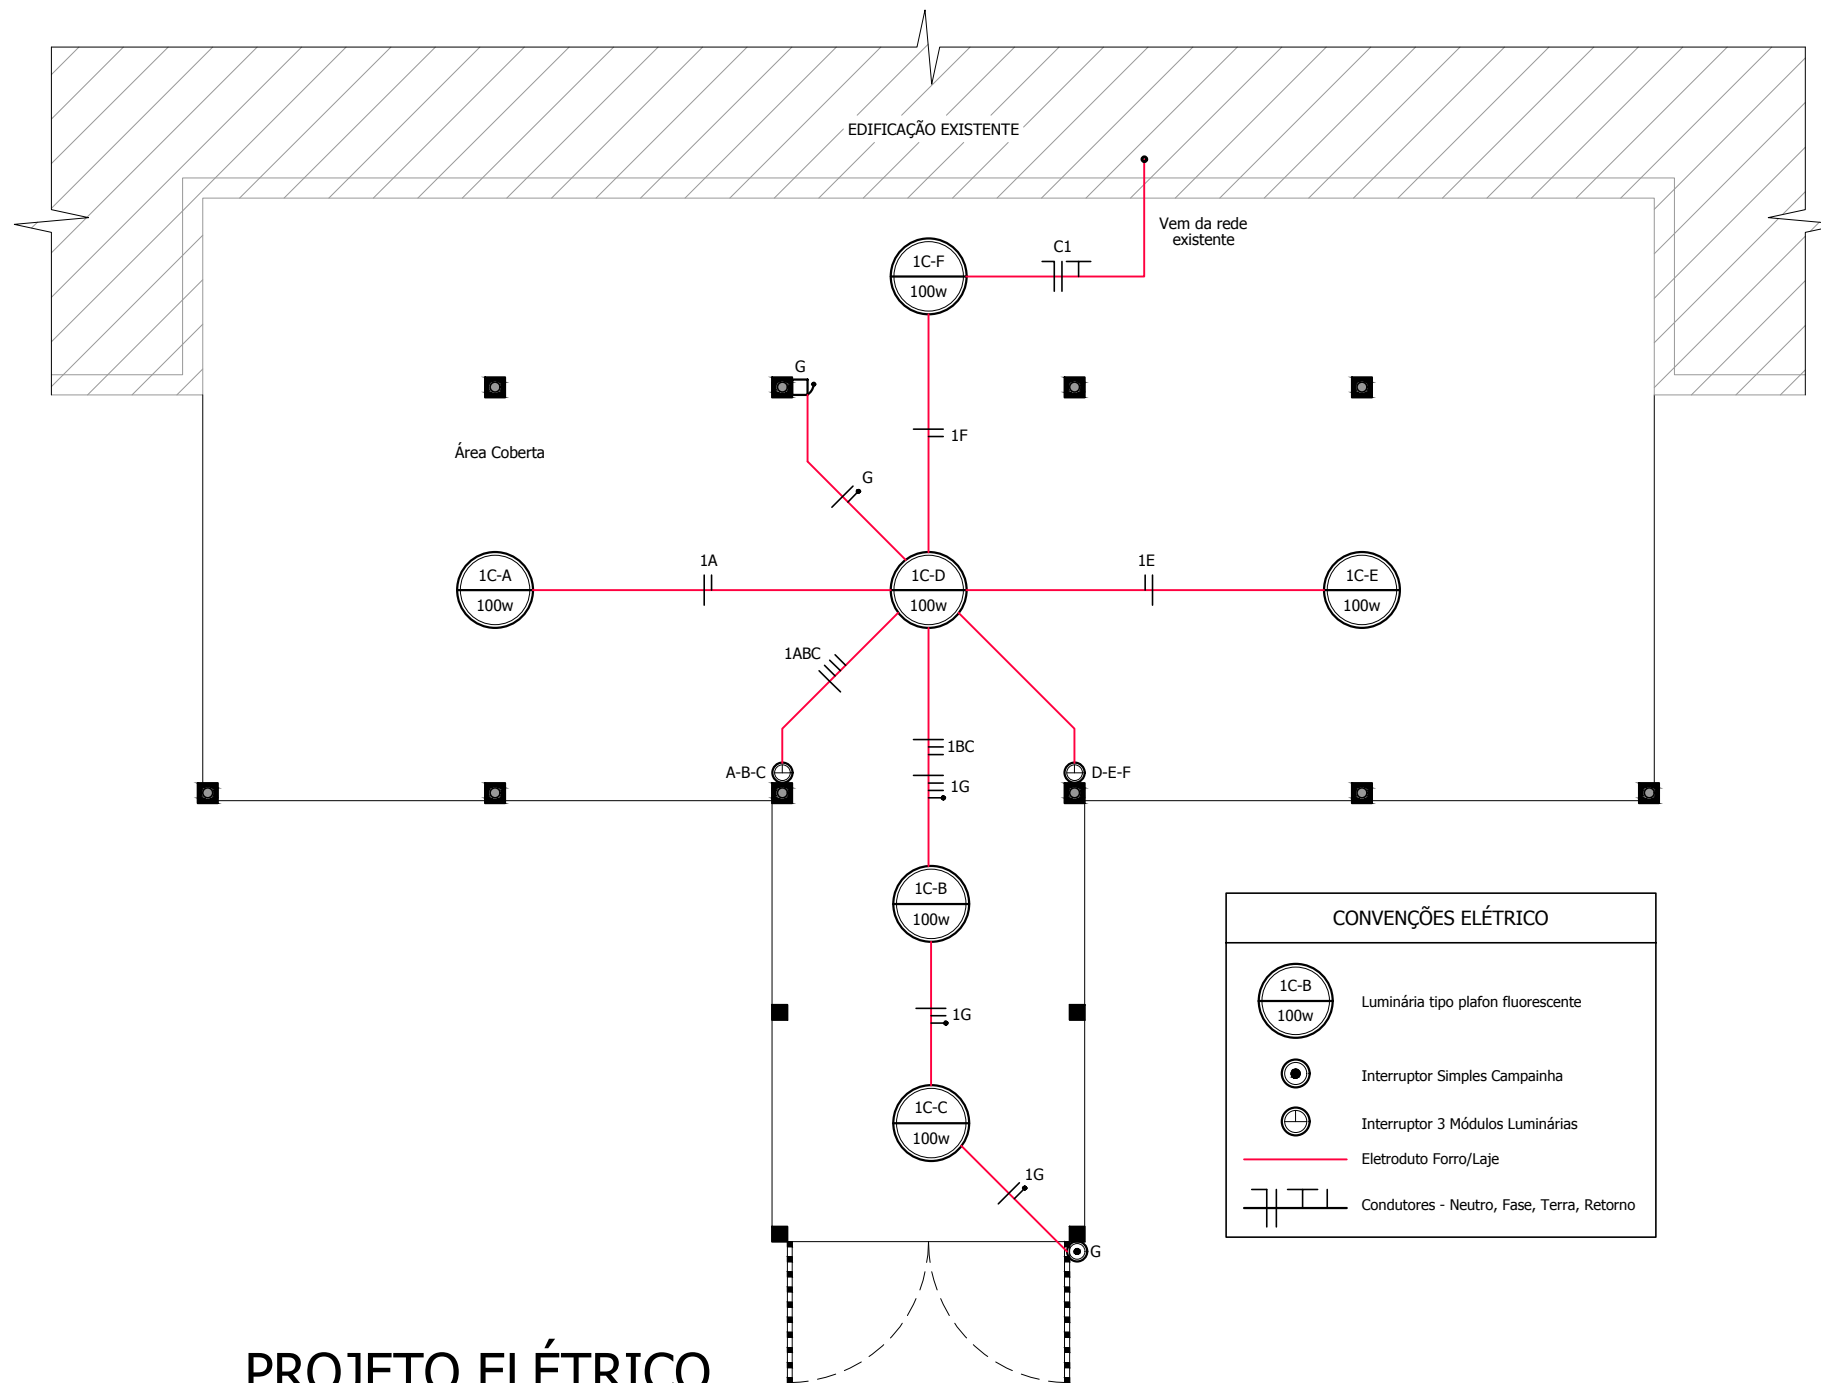 EDIFICAÇÃO EXISTENTE
Vem da rede
existente
C1
1C-F
100w
G
1F
Área Coberta
G
1A
1E
1C-A
100w
1C-D
100w
1C-E
100w
1ABC
1BC
A-B-C
D-E-F
1G
1C-B
100w
1G
1C-C
100w
1G
G
CONVENÇÕES ELÉTRICO
1C-B
100w
Luminária tipo plafon fluorescente
Interruptor Simples Campainha
Interruptor 3 Módulos Luminárias
Eletroduto Forro/Laje
Condutores - Neutro, Fase, Terra, Retorno
PROJETO ELÉTRICO